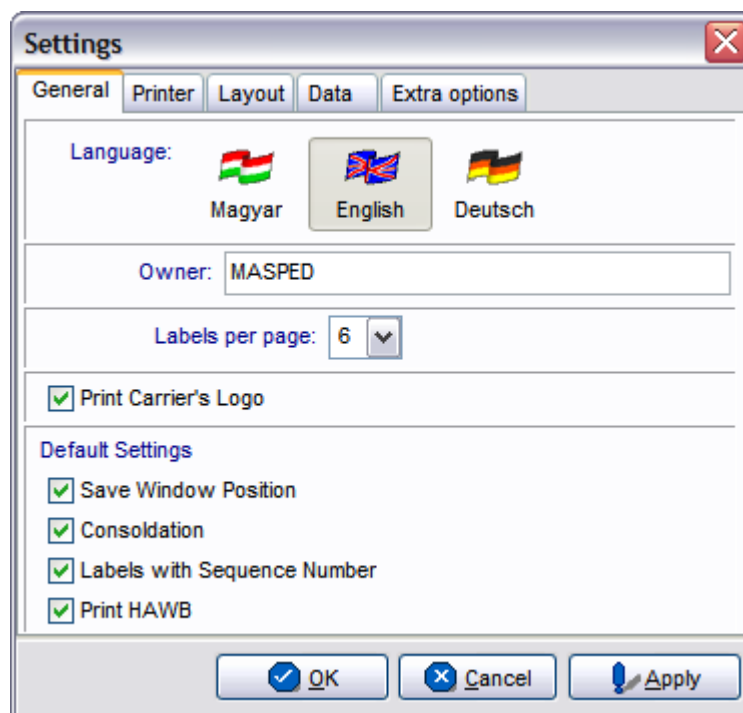 Settings
General Printer Layout Data Extra options
Language:
Magyar English Deutsch
Owner: MASPED
Labels per page: 6
Print Carrier's Logo
Default Settings
Save Window Position
Consoldation
Labels with Sequence Number
Print HAWB
OK Cancel Apply